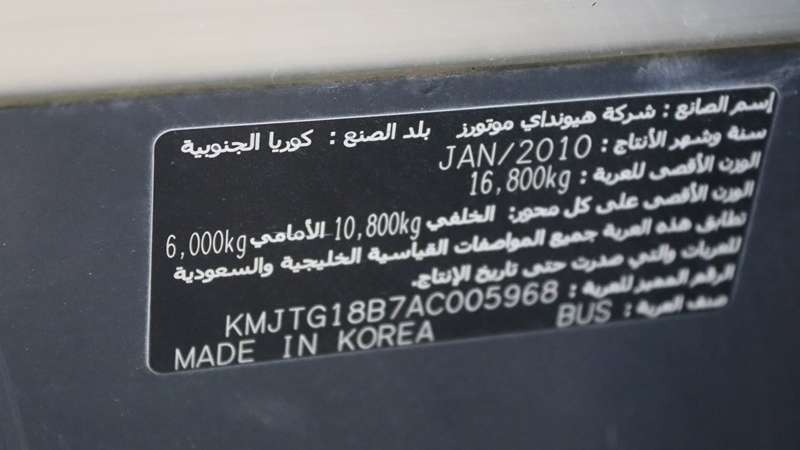 إسم الصانع : شركة هيونداي موتورز بلد الصنع : كوريا الجنوبية
سنة وشهر الأنتاج : JAN/2010
الوزن الأقصى للعربة : 16,800kg
الوزن الأقصى على كل محور: الخلفي 10,800kg الأمامي 6,000kg
تطابق هذه العربة جميع المواصفات القياسية الخليجية والسعودية
للعربات والتي صدرت حتى تاريخ الإنتاج.
الرقم المميز للعربة : KMJTG18B7AC005968
صنف العربة : BUS
MADE IN KOREA